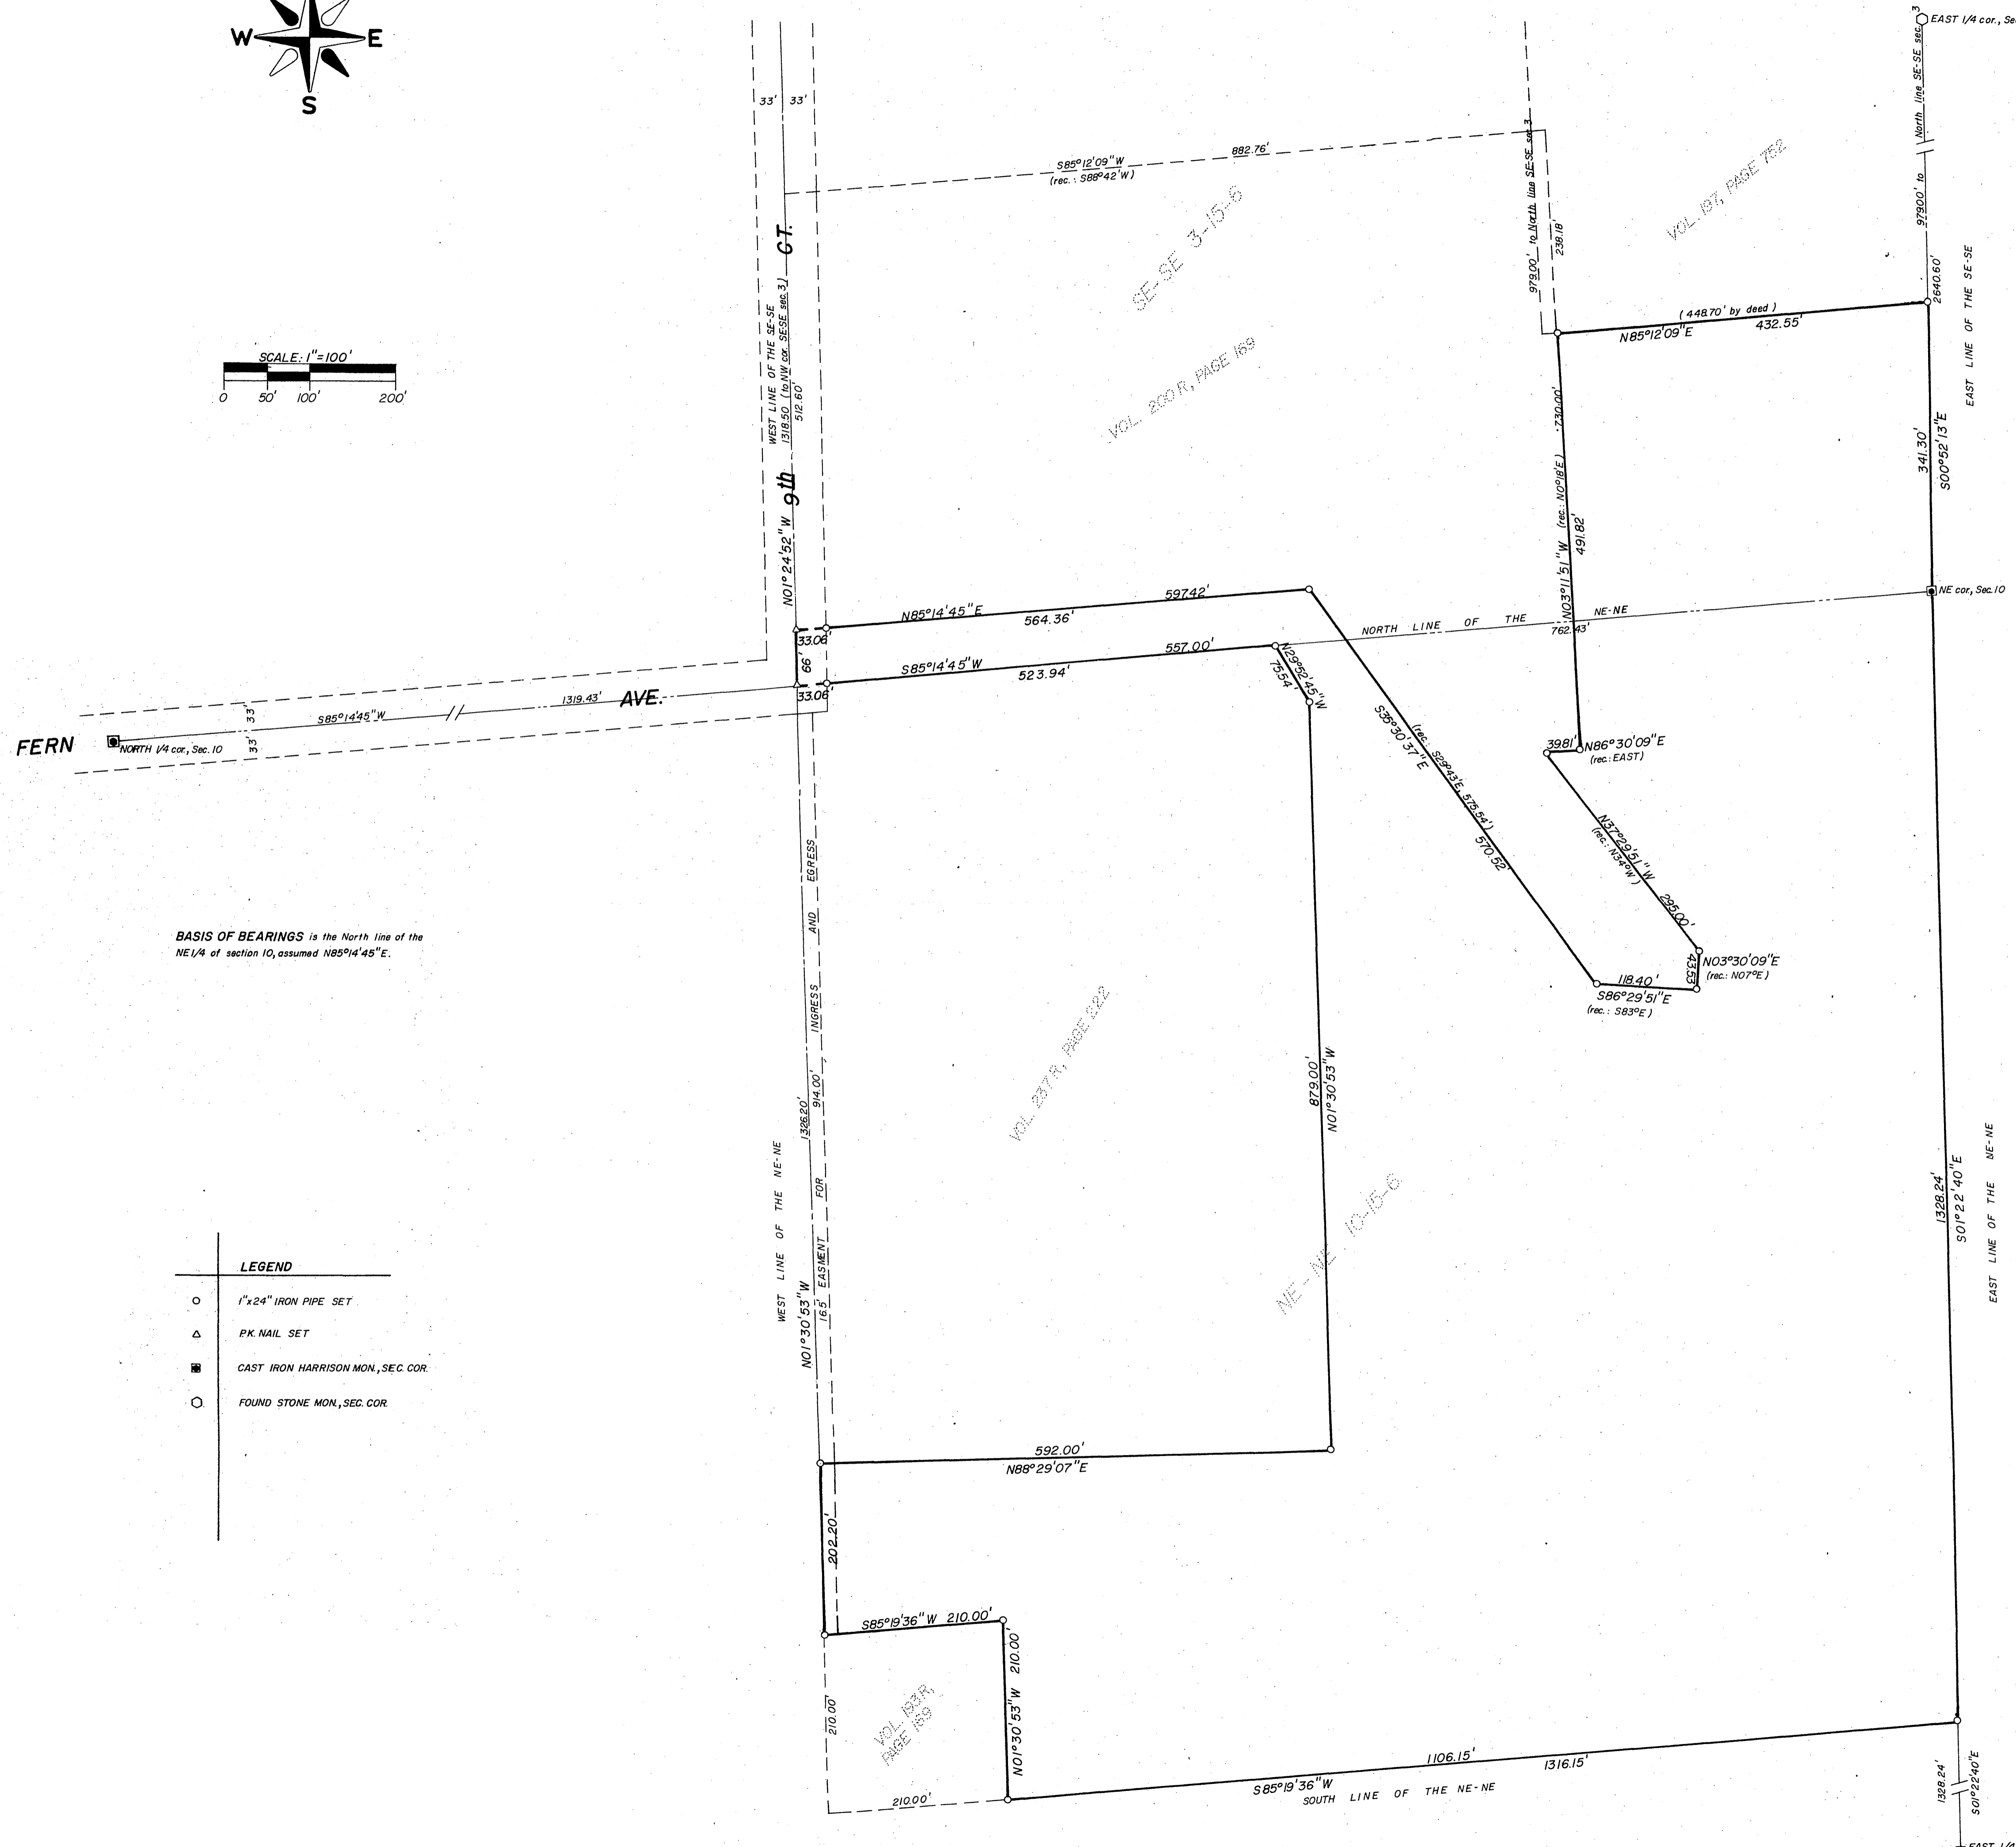 W E
S
3
EAST 1/4 cor., Se
North line SE-SE sec.
979.00' to
33' 33'
S85°12'09"W 882.76'
(rec.: S88°42'W)
979.00' to North line SE-SE sec. 3
238.18'
VOL. 197, PAGE 752
SE-SE 3-15-6
2640.60'
EAST LINE OF THE SE-SE
(448.70' by deed)
N85°12'09"E 432.55'
SCALE: 1"=100'
0 50' 100' 200'
WEST LINE OF THE SE-SE
1318.50 (to NW cor. SE-SE sec. 3)
512.60'
N01°24'52"W 9th CT.
VOL. 200 R, PAGE 169
730.00'
N03°11'51"W (rec.: N0°18'E)
491.82'
341.30'
S00°52'13"E
NE cor., Sec. 10
N85°14'45"E 597.42'
564.36'
33.06'
66'
33.06'
NORTH LINE OF THE NE-NE
762.43'
S85°14'45"W 557.00'
523.94'
N29°52'45"W
75.54'
FERN AVE.
NORTH 1/4 cor., Sec. 10
S85°14'45"W 1319.43'
33' 33'
39.81' N86°30'09"E
(rec.: EAST)
S35°30'37"E
(rec.: S29°43'E, 575.54')
570.52'
N37°29'51"W
(rec.: N34°W)
295.00'
43.53
N03°30'09"E
(rec.: N07°E)
118.40'
S86°29'51"E
(rec.: S83°E)
BASIS OF BEARINGS is the North line of the
NE1/4 of section 10, assumed N85°14'45"E.
VOL. 237 R, PAGE 222
WEST LINE OF THE NE-NE
N01°30'53"W 1326.20'
914.00'
16.5' EASMENT FOR INGRESS AND EGRESS
879.00'
N01°30'53"W
NE-NE 10-15-6
1328.24'
S01°22'40"E
EAST LINE OF THE NE-NE
LEGEND
1"x24" IRON PIPE SET
P.K. NAIL SET
CAST IRON HARRISON MON., SEC. COR.
FOUND STONE MON., SEC. COR.
592.00'
N88°29'07"E
202.20'
S85°19'36"W 210.00'
N01°30'53"W 210.00'
210.00'
VOL. 193 R,
PAGE 169
210.00'
1106.15'
1316.15'
S85°19'36"W
SOUTH LINE OF THE NE-NE
1328.24'
S01°22'40"E
EAST 1/4